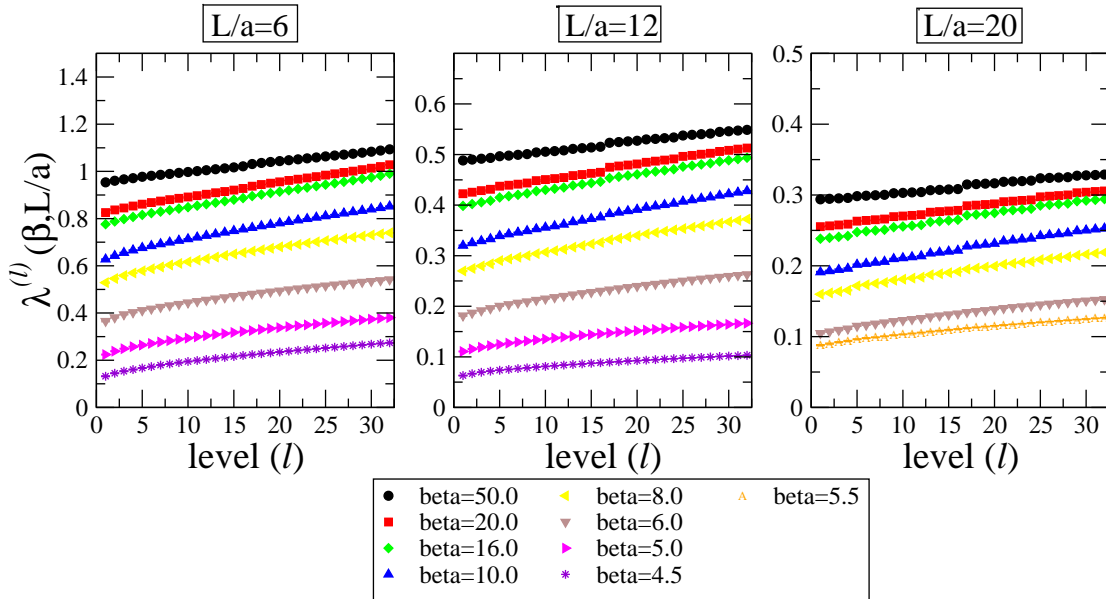 L/a=6
L/a=12
L/a=20
λ^(l) (β,L/a)
1.4
1.2
1
0.8
0.6
0.4
0.2
0
0 5 10 15 20 25 30
level (l)
0.6
0.5
0.4
0.3
0.2
0.1
0
0 5 10 15 20 25 30
level (l)
0.5
0.4
0.3
0.2
0.1
0
0 5 10 15 20 25 30
level (l)
beta=50.0
beta=20.0
beta=16.0
beta=10.0
beta=8.0
beta=6.0
beta=5.0
beta=4.5
A beta=5.5